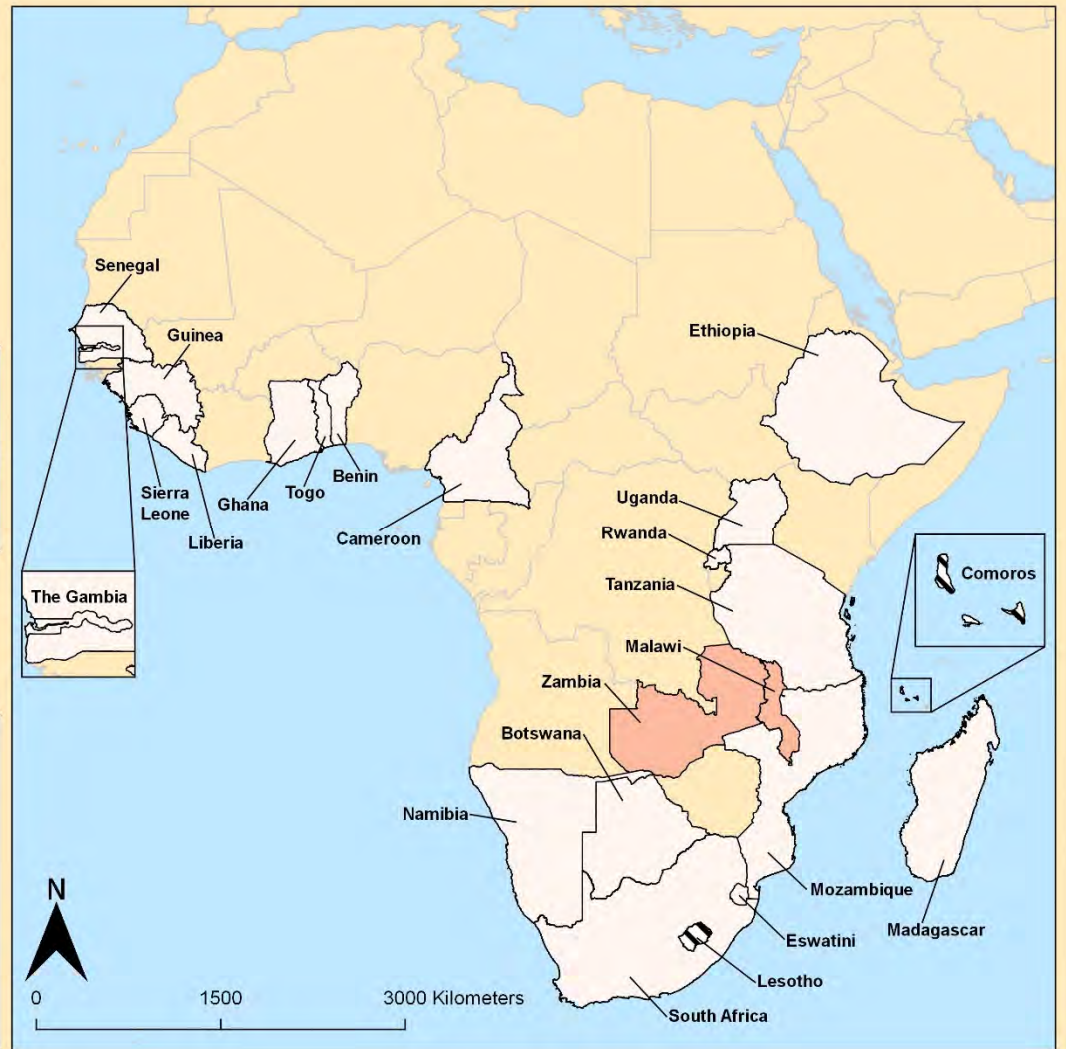 Senegal
Guinea
Ethiopia
Sierra
Leone
Liberia
Ghana
Togo
Benin
Cameroon
Uganda
Rwanda
Tanzania
Comoros
The Gambia
Malawi
Zambia
Botswana
Namibia
Mozambique
Madagascar
Eswatini
Lesotho
South Africa
N
0 1500 3000 Kilometers